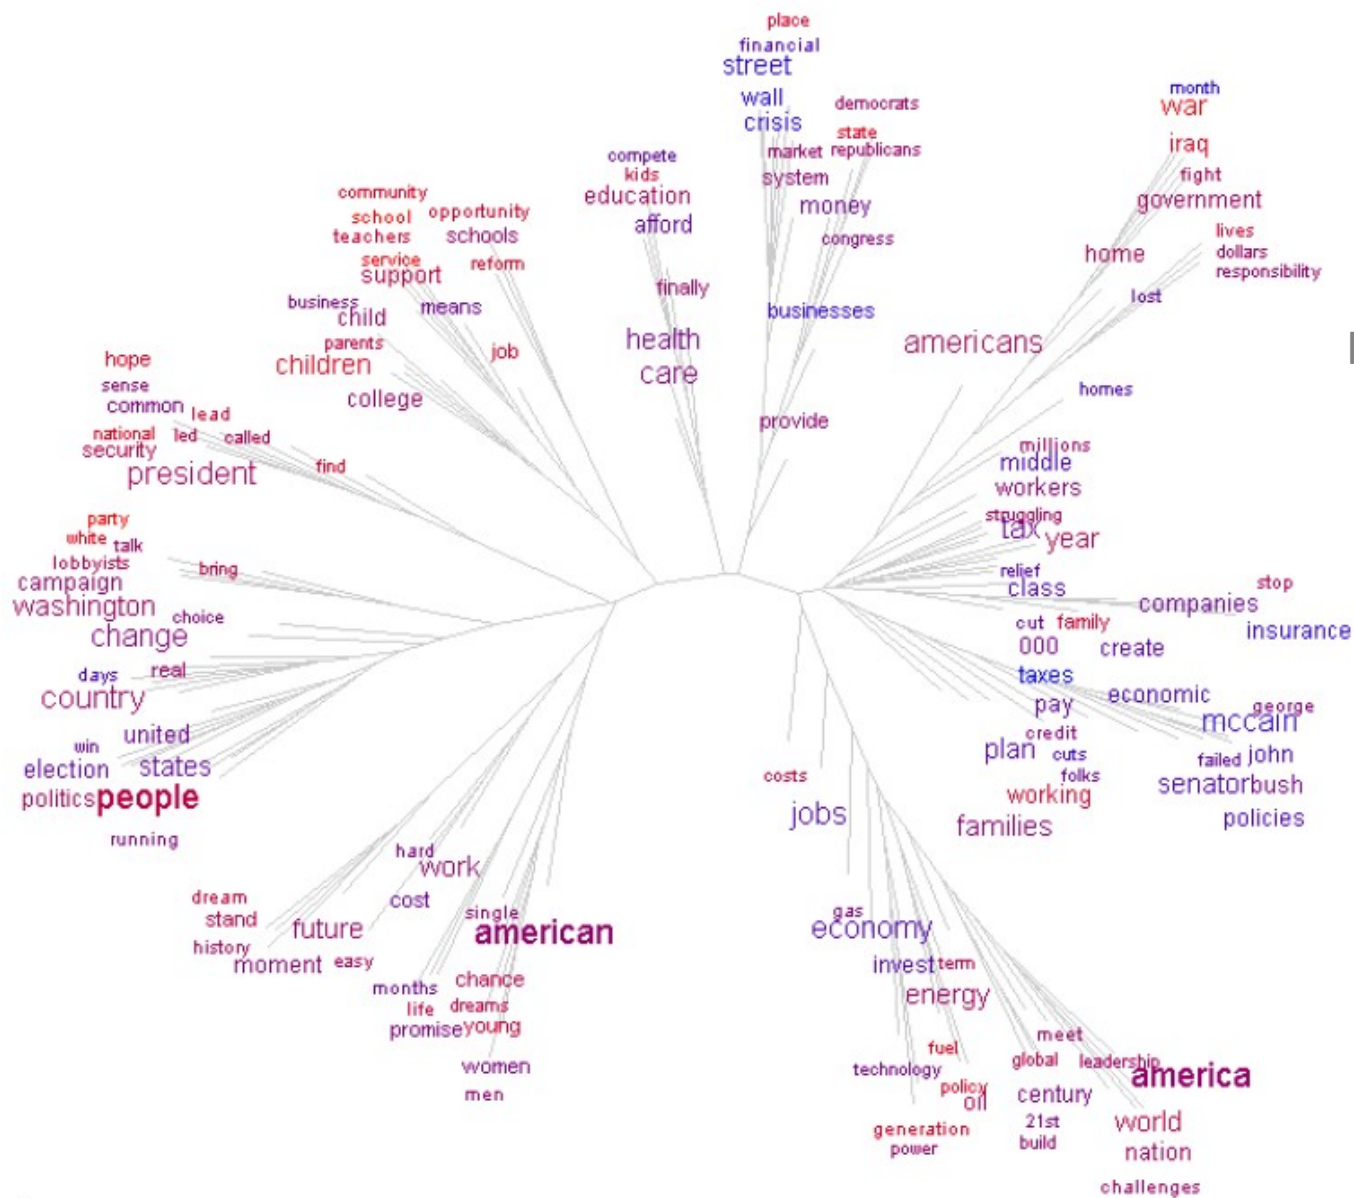 place
financial
street
wall
crisis
market
system
money
democrats
state
republicans
congress
businesses
provide
month
war
iraq
fight
government
home
lives
dollars
responsibility
lost
americans
homes
compete
kids
education
afford
finally
health
care
community
school
teachers
service
support
opportunity
schools
reform
means
job
business
child
parents
children
college
hope
sense
common
lead
national
led
called
security
president
find
party
white
talk
lobbyists
bring
campaign
washington
choice
change
days
real
country
united
win
election
states
politics
people
running
millions
middle
workers
struggling
tax
year
relief
class
companies
stop
insurance
cut
family
000
create
taxes
economic
pay
george
mccain
credit
plan
cuts
failed
john
folks
senator
bush
working
policies
families
costs
jobs
hard
work
cost
dream
stand
single
future
american
history
moment
easy
months
chance
life
dreams
promise
young
women
men
gas
economy
invest
term
energy
meet
fuel
global
leadership
technology
america
policy
oil
century
21st
world
generation
build
power
nation
challenges